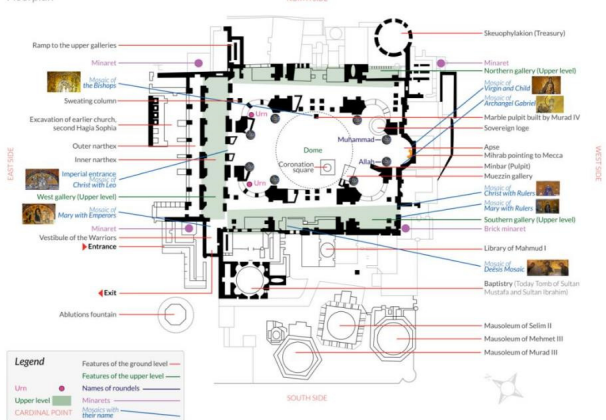 Skeuophylakion (Treasury)
Ramp to the upper galleries
Minaret
Minaret
Northern gallery (Upper level)
Mosaic of
the Bishops
Mosaic of
Virgin and Child
Mosaic of
Archangel Gabriel
Sweating column
Urn
Marble pulpit built by Murad IV
Excavation of earlier church,
second Hagia Sophia
Sovereign loge
Muhammad
Outer narthex
Dome
Apse
Inner narthex
Allah
Mihrab pointing to Mecca
Coronation
square
Minbar (Pulpit)
EAST SIDE
WEST SIDE
Imperial entrance
Mosaic of
Christ with Leo
Urn
Muezzin gallery
West gallery (Upper level)
Mosaic of
Christ with Rulers
Mosaic of
Mary with Emperors
Mosaic of
Mary with Rulers
Southern gallery (Upper level)
Minaret
Brick minaret
Vestibule of the Warriors
Entrance
Library of Mahmud I
Mosaic of
Deësis Mosaic
Exit
Baptistry (Today Tomb of Sultan
Mustafa and Sultan Ibrahim)
Ablutions fountain
Mausoleum of Selim II
Mausoleum of Mehmet III
Mausoleum of Murad III
SOUTH SIDE
Legend
Features of the ground level
Features of the upper level
Urn
Names of roundels
Upper level
Minarets
CARDINAL POINT
Mosaics with
their name